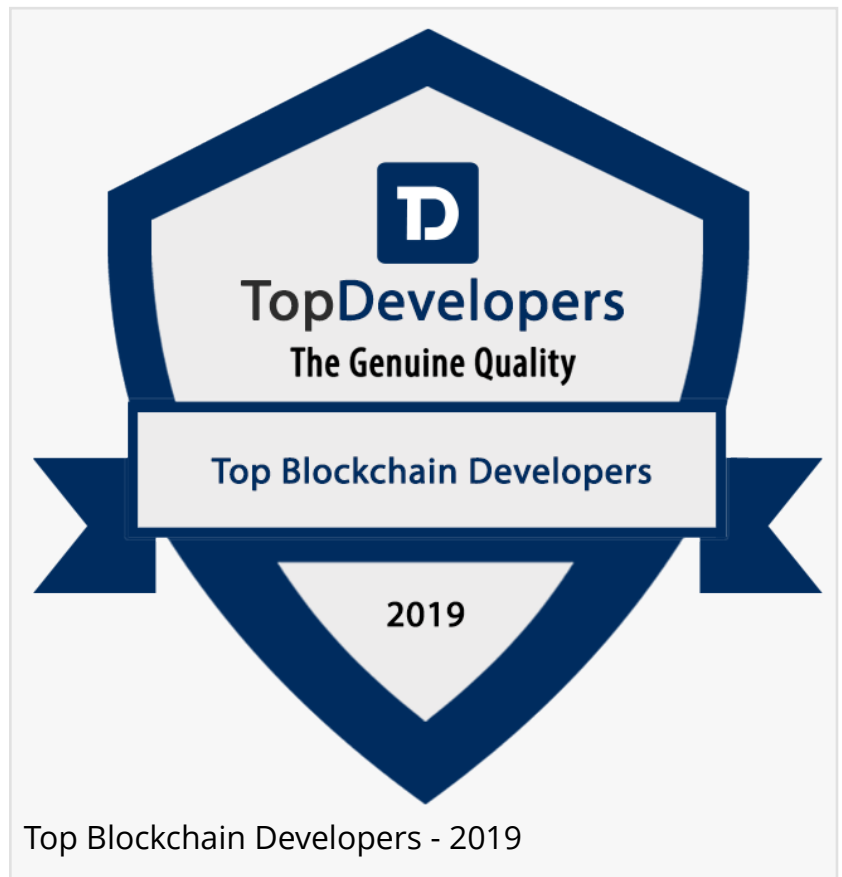 TD
TopDevelopers
The Genuine Quality
Top Blockchain Developers
2019
Top Blockchain Developers - 2019